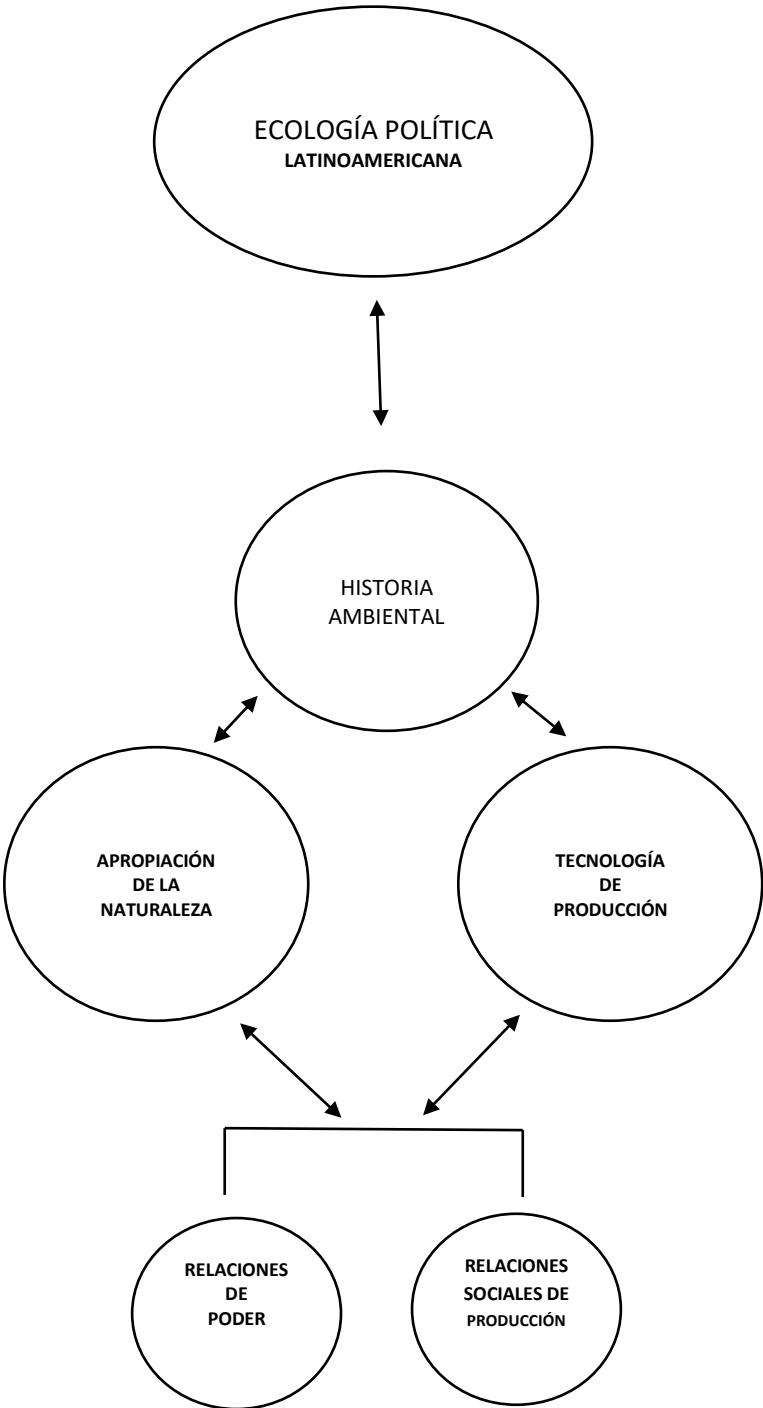 ECOLOGÍA POLÍTICA
LATINOAMERICANA
HISTORIA
AMBIENTAL
APROPIACIÓN
DE LA
NATURALEZA
TECNOLOGÍA
DE
PRODUCCIÓN
RELACIONES
DE
PODER
RELACIONES
SOCIALES DE
PRODUCCIÓN